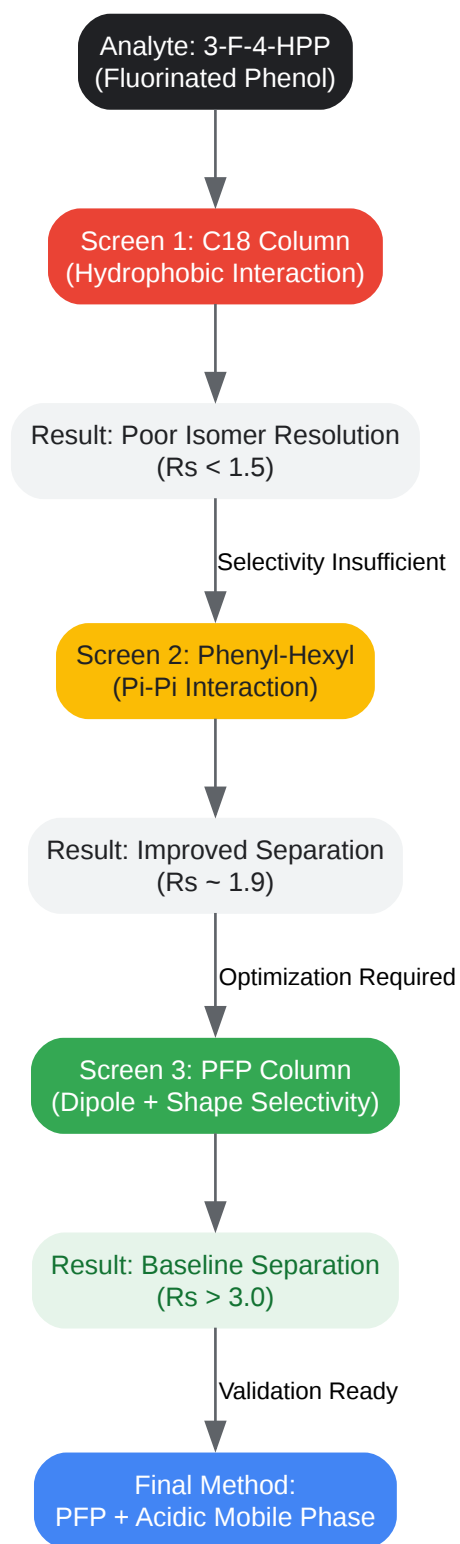 Analyte: 3-F-4-HPP
(Fluorinated Phenol)
Screen 1: C18 Column
(Hydrophobic Interaction)
Result: Poor Isomer Resolution
(Rs < 1.5)
Selectivity Insufficient
Screen 2: Phenyl-Hexyl
(Pi-Pi Interaction)
Result: Improved Separation
(Rs ~ 1.9)
Optimization Required
Screen 3: PFP Column
(Dipole + Shape Selectivity)
Result: Baseline Separation
(Rs > 3.0)
Validation Ready
Final Method:
PFP + Acidic Mobile Phase